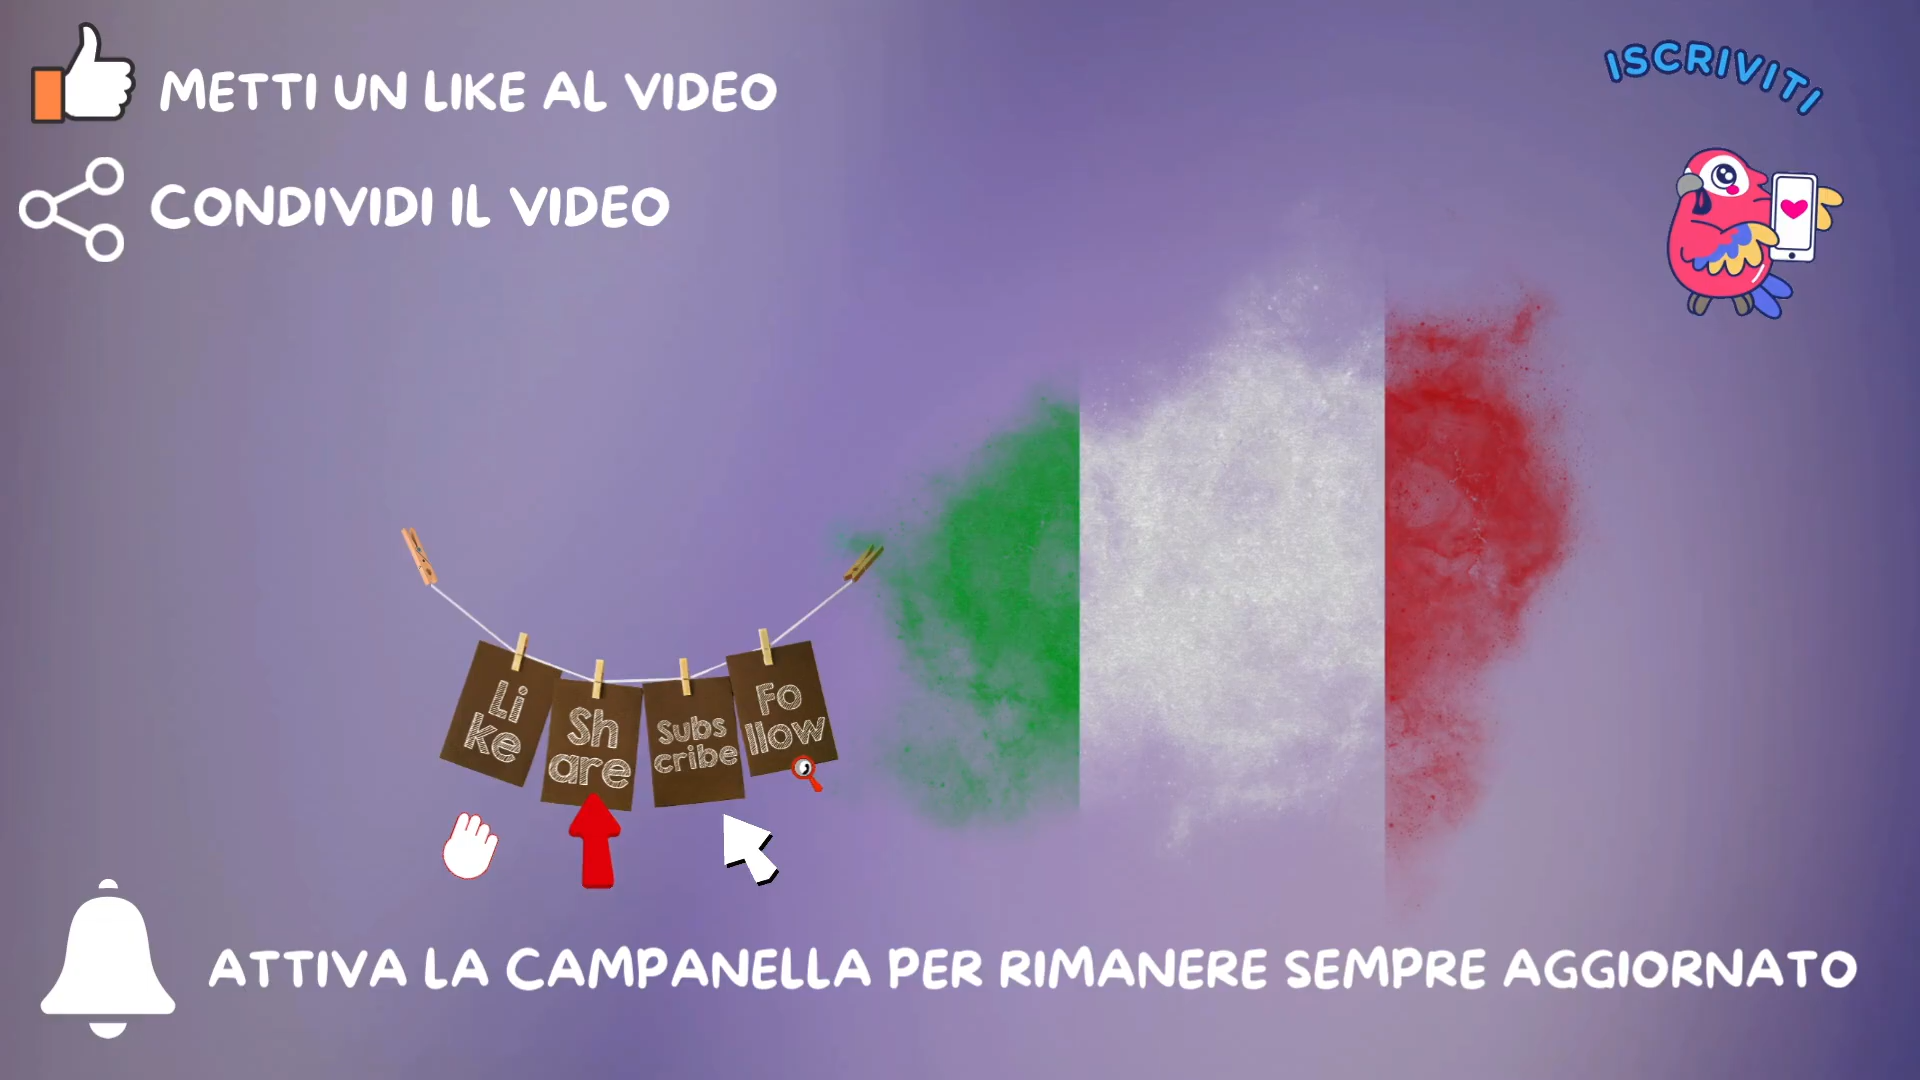 METTI UN LIKE AL VIDEO
ISCRIVITI
CONDIVIDI IL VIDEO
Li
ke
Sh
are
Subs
cribe
Fo
llow
ATTIVA LA CAMPANELLA PER RIMANERE SEMPRE AGGIORNATO